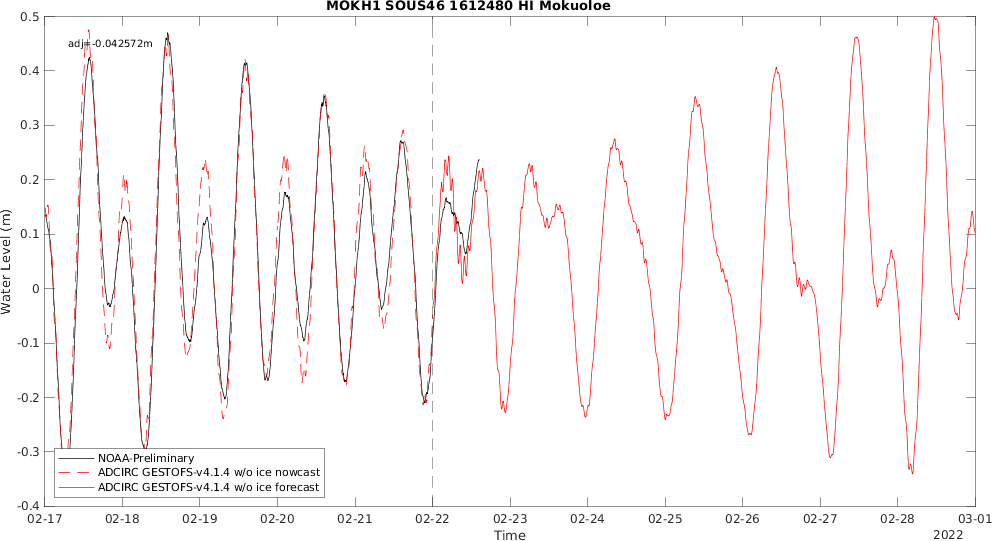 MOKH1 SOUS46 1612480 HI Mokuoloe
adj=-0.042572m
Water Level (m)
0.5
0.4
0.3
0.2
0.1
0
-0.1
-0.2
-0.3
-0.4
NOAA-Preliminary
ADCIRC GESTOFS-v4.1.4 w/o ice nowcast
ADCIRC GESTOFS-v4.1.4 w/o ice forecast
02-17 02-18 02-19 02-20 02-21 02-22 02-23 02-24 02-25 02-26 02-27 02-28 03-01
Time
2022